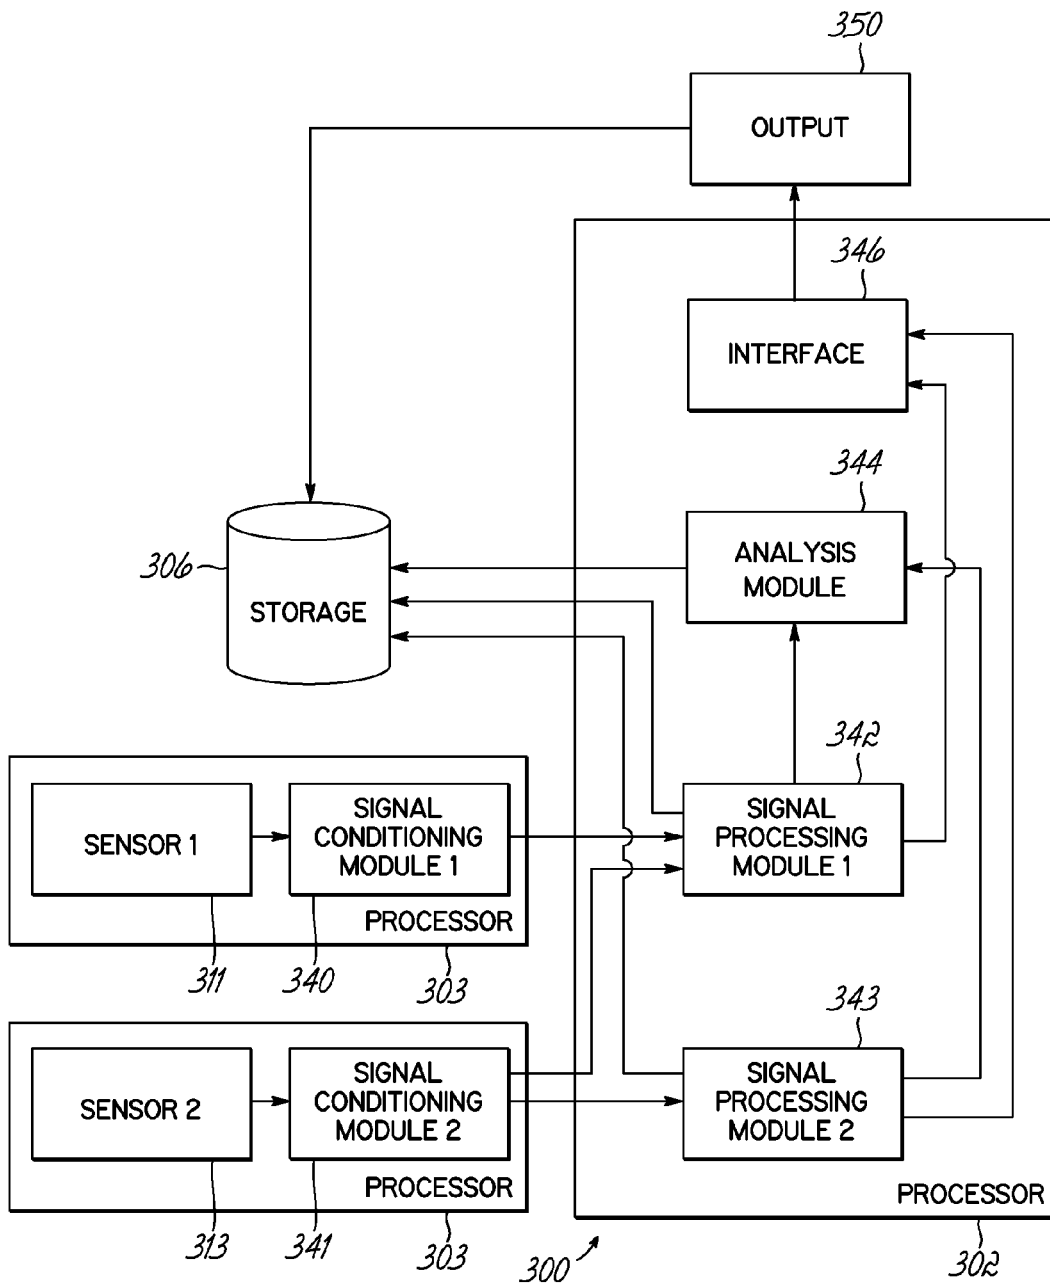 350
OUTPUT
346
INTERFACE
344
ANALYSIS
MODULE
306
STORAGE
342
SIGNAL
PROCESSING
MODULE 1
SENSOR 1
SIGNAL
CONDITIONING
MODULE 1
PROCESSOR
311
340
303
343
SIGNAL
PROCESSING
MODULE 2
SENSOR 2
SIGNAL
CONDITIONING
MODULE 2
PROCESSOR
PROCESSOR
313
341
303
300
302